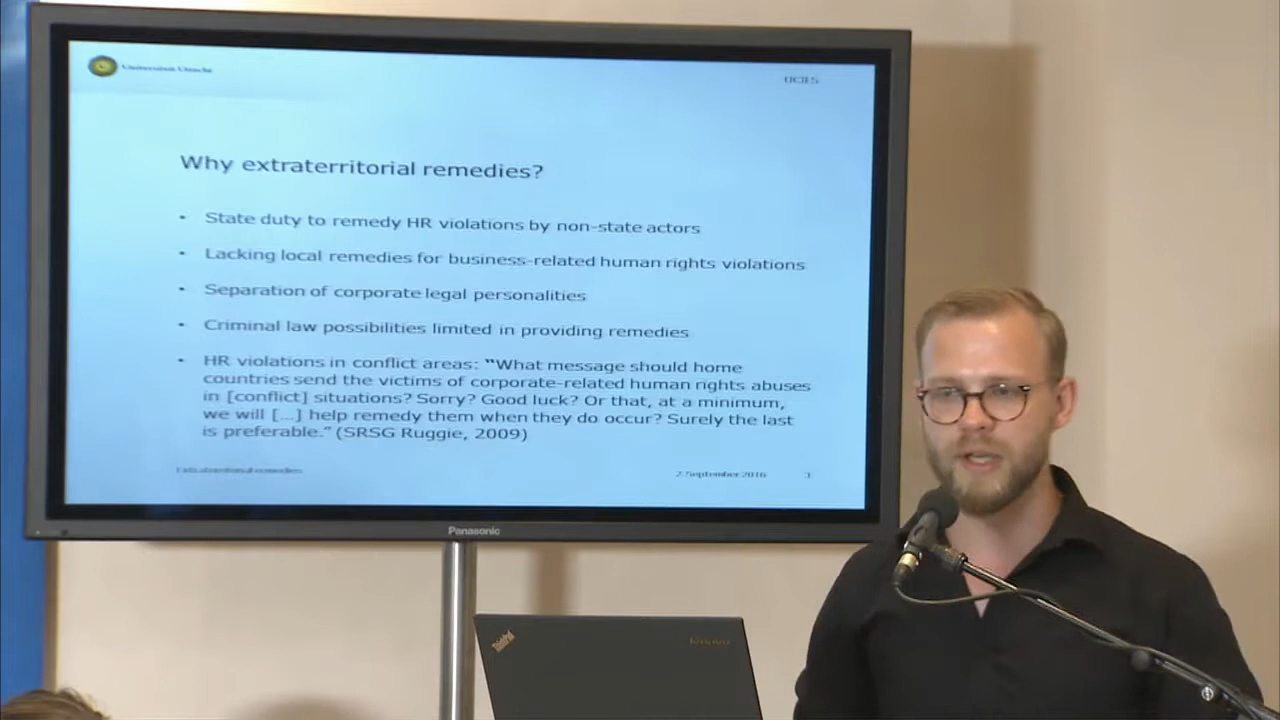 Universiteit Utrecht
UCIES
Why extraterritorial remedies?
• State duty to remedy HR violations by non-state actors
• Lacking local remedies for business-related human rights violations
• Separation of corporate legal personalities
• Criminal law possibilities limited in providing remedies
• HR violations in conflict areas: “What message should home
countries send the victims of corporate-related human rights abuses
in [conflict] situations? Sorry? Good luck? Or that, at a minimum,
we will […] help remedy them when they do occur? Surely the last
is preferable.” (SRSG Ruggie, 2009)
Extraterritorial remedies
2 September 2016
3
Panasonic
ThinkPad
lenovo